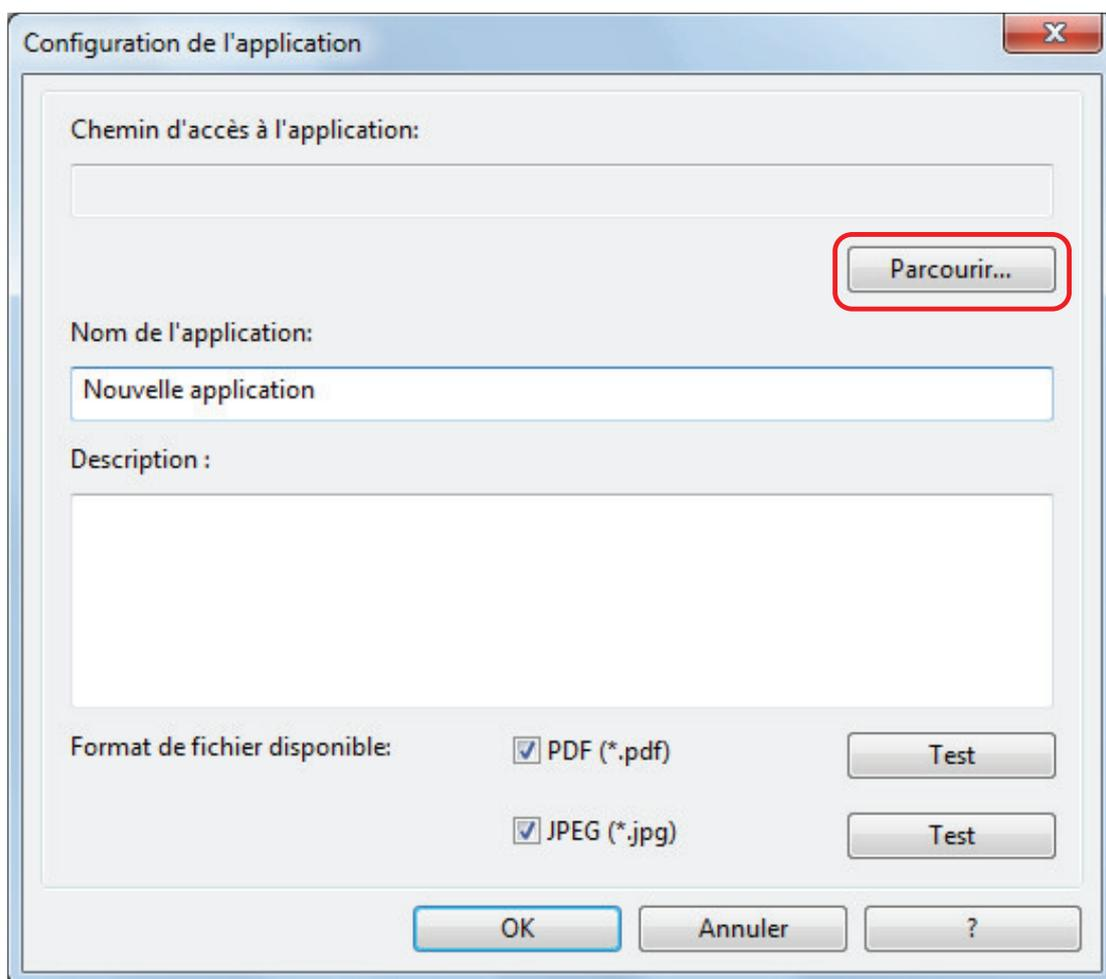 Configuration de l'application
Chemin d'accès à l'application:
Parcourir...
Nom de l'application:
Nouvelle application
Description :
Format de fichier disponible:
PDF (*.pdf)
Test
JPEG (*.jpg)
Test
OK
Annuler
?